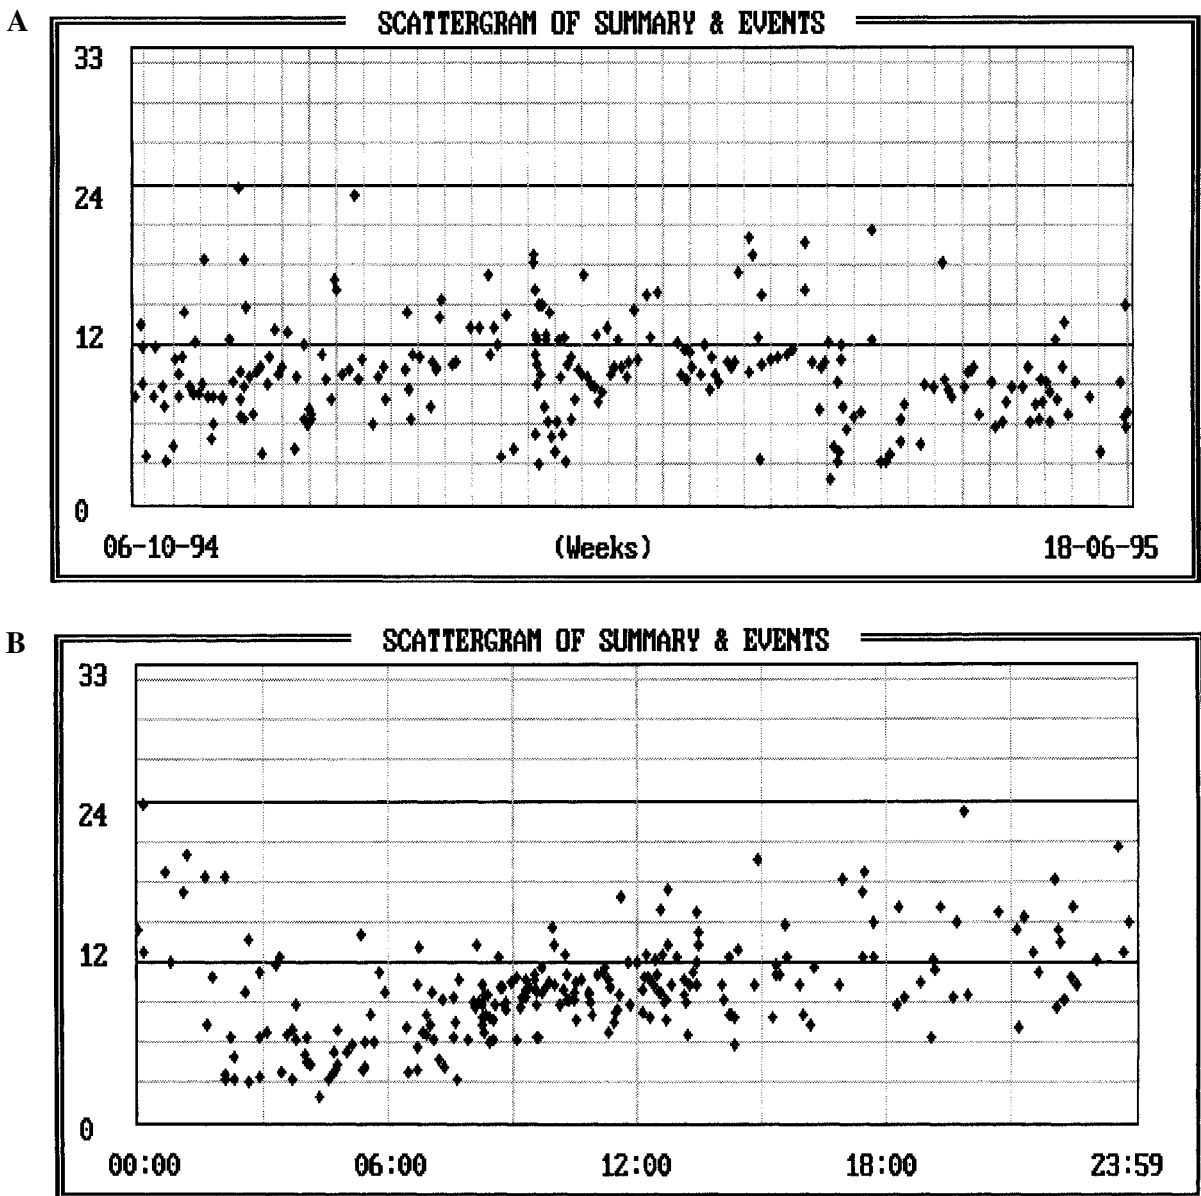 A
SCATTERGRAM OF SUMMARY & EVENTS
33
24
12
0
06-10-94 (Weeks) 18-06-95
B
SCATTERGRAM OF SUMMARY & EVENTS
33
24
12
0
00:00 06:00 12:00 18:00 23:59